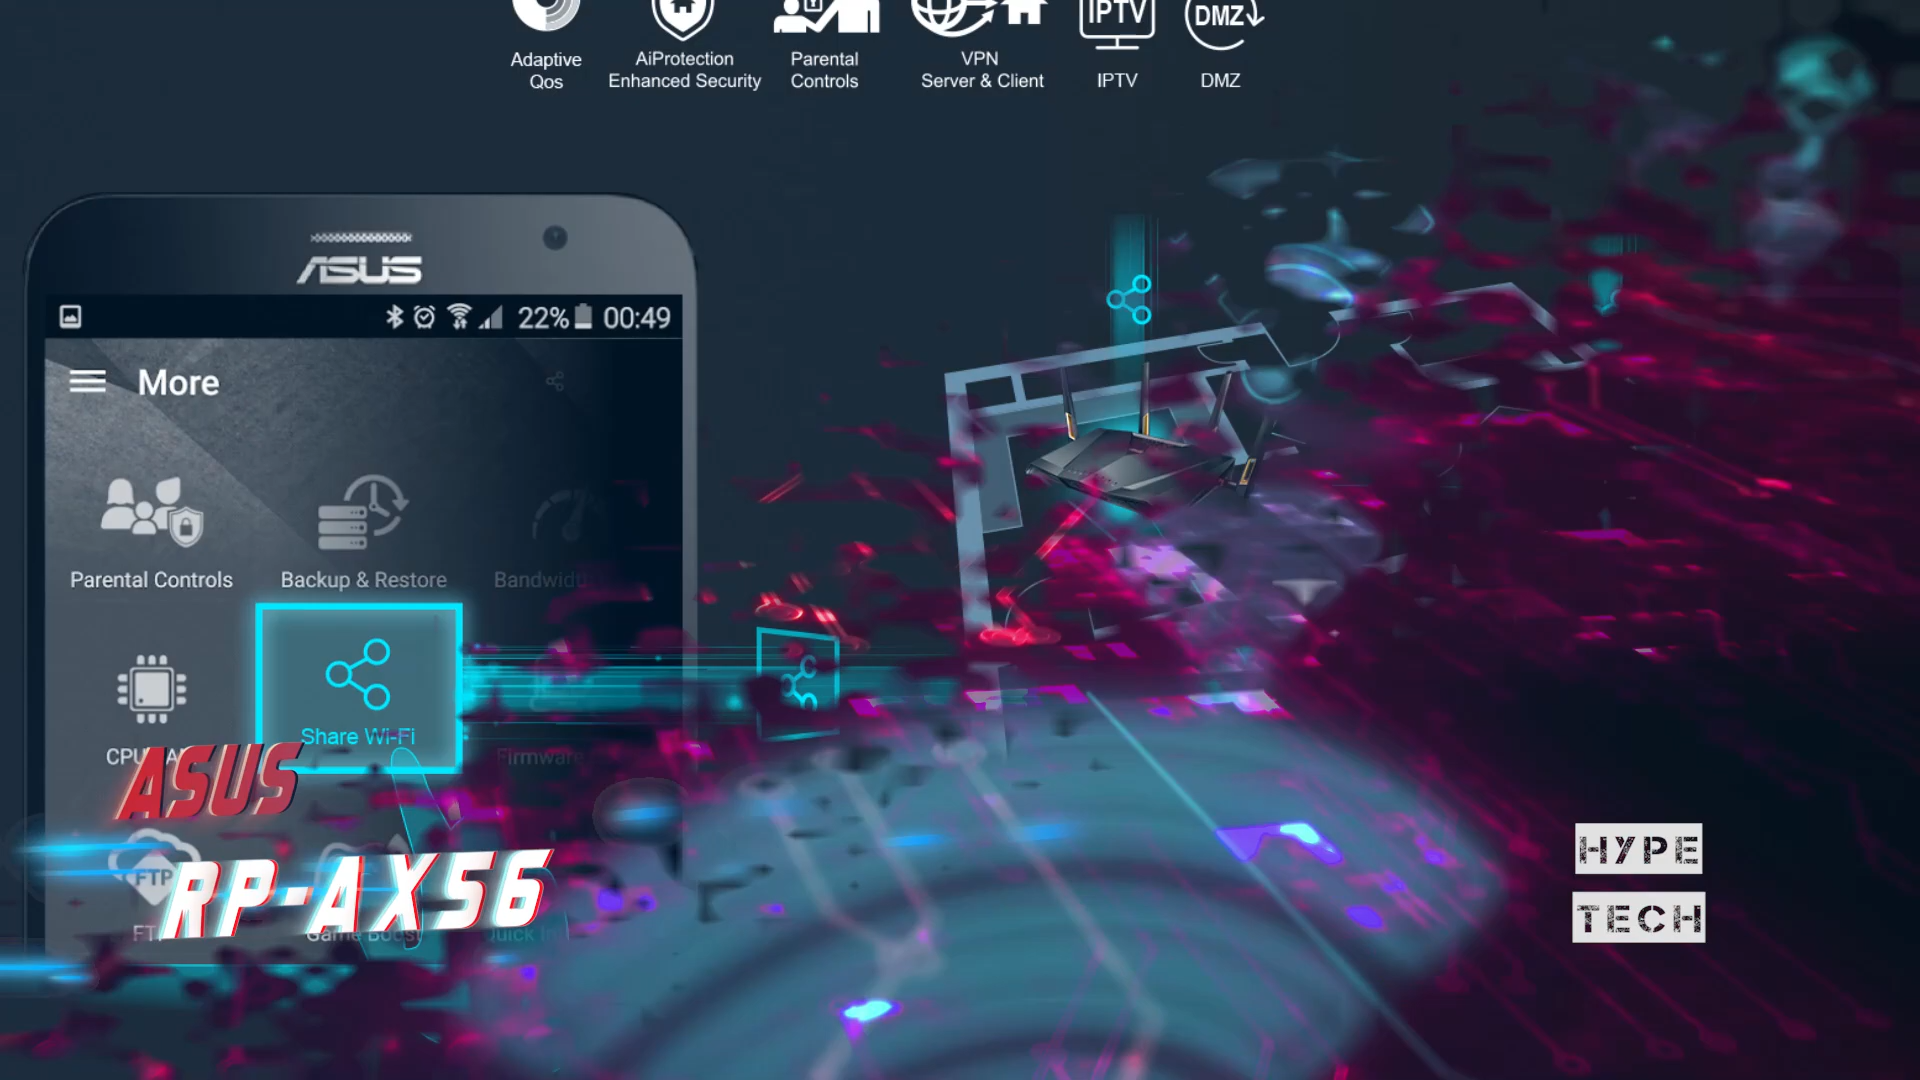 IPTV
DMZ
Adaptive
Qos
AiProtection
Enhanced Security
Parental
Controls
VPN
Server & Client
IPTV
DMZ
ASUS
22% 00:49
More
Parental Controls
Backup & Restore
Share Wi-Fi
Firmware
ASUS
FTP
RP-AX56
HYPE
TECH